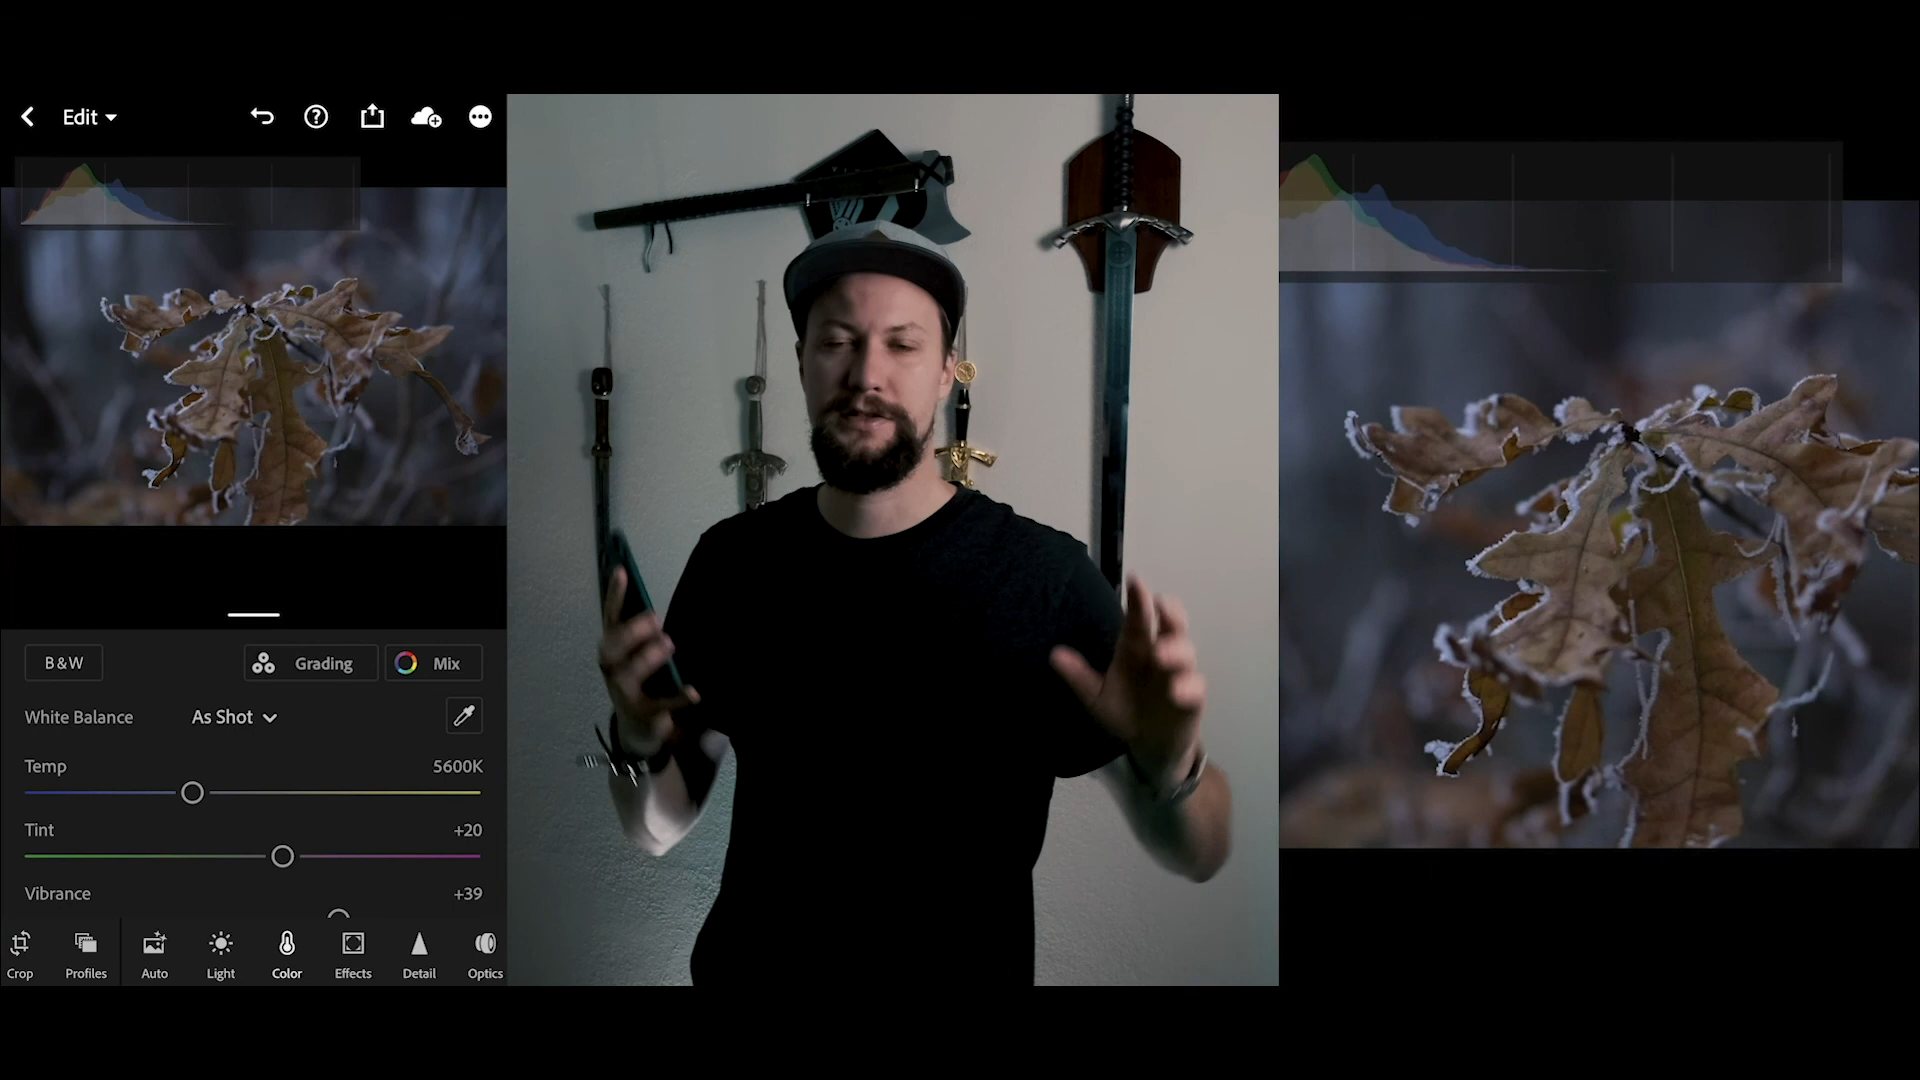 Edit
B&W
Grading
Mix
White Balance
As Shot
Temp
5600K
Tint
+20
Vibrance
+39
Crop
Profiles
Auto
Light
Color
Effects
Detail
Optics